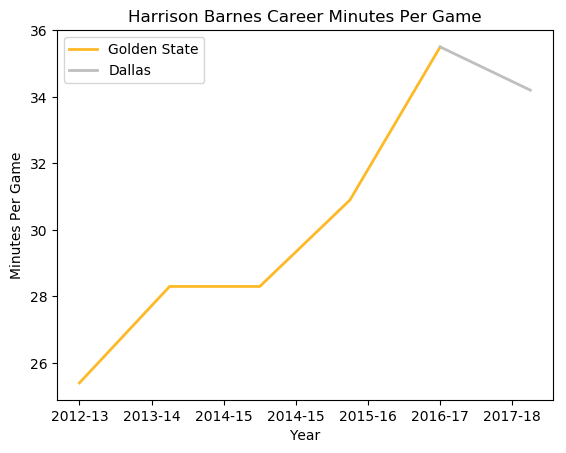 Harrison Barnes Career Minutes Per Game
36
Golden State
Dallas
34
32
30
28
26
Minutes Per Game
2012-13 2013-14 2014-15 2014-15 2015-16 2016-17 2017-18
Year